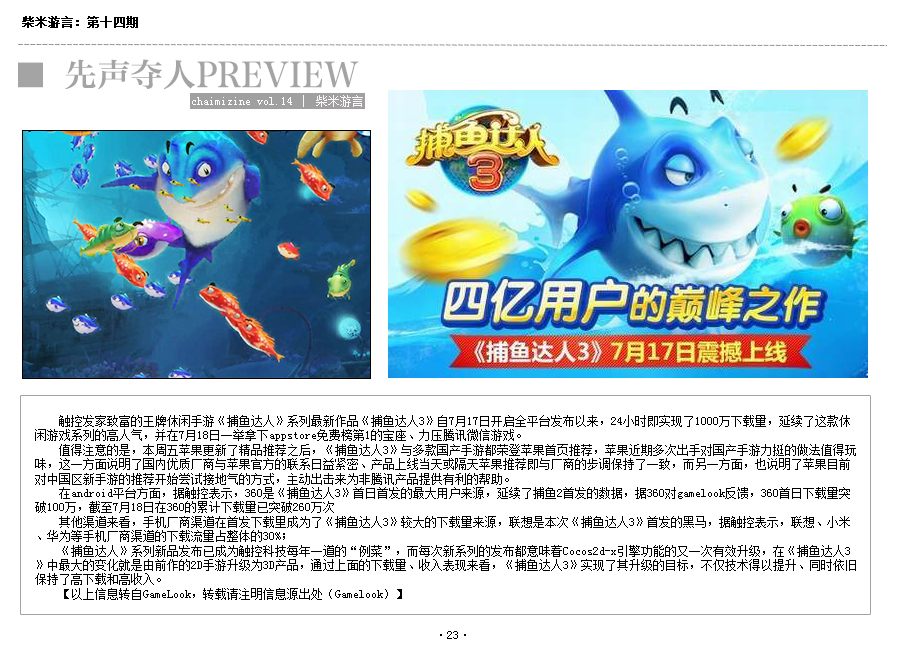 柴米游言：第十四期
先声夺人PREVIEW
chaimizine vol.14 | 柴米游言
捕鱼达人
3
四亿用户的巅峰之作
《捕鱼达人3》7月17日震撼上线
触控发家致富的王牌休闲手游《捕鱼达人》系列最新作品《捕鱼达人3》自7月17日开启全平台发布以来，24小时即实现了1000万下载量，延续了这款休
闲游戏系列的高人气，并在7月18日一举拿下appstore免费榜第1的宝座、力压腾讯微信游戏。
值得注意的是，本周五苹果更新了精品推荐之后，《捕鱼达人3》与多款国产手游都荣登苹果首页推荐，苹果近期多次出手对国产手游力挺的做法值得玩
味，这一方面说明了国内优质厂商与苹果官方的联系日益紧密、产品上线当天或隔天苹果推荐即与厂商的步调保持了一致，而另一方面，也说明了苹果目前
对中国区新手游的推荐开始尝试接地气的方式，主动出击来为非腾讯产品提供有利的帮助。
在android平台方面，据触控表示，360是《捕鱼达人3》首日首发的最大用户来源，延续了捕鱼2首发的数据，据360对gamelook反馈，360首日下载量突
破100万，截至7月18日在360的累计下载量已突破260万次
其他渠道来看，手机厂商渠道在首发下载里成为了《捕鱼达人3》较大的下载量来源，联想是本次《捕鱼达人3》首发的黑马，据触控表示，联想、小米
、华为等手机厂商渠道的下载流量占整体的30%；
《捕鱼达人》系列新品发布已成为触控科技每年一道的“例菜”，而每次新系列的发布都意味着Cocos2d-x引擎功能的又一次有效升级，在《捕鱼达人3
》中最大的变化就是由前作的2D手游升级为3D产品，通过上面的下载量、收入表现来看，《捕鱼达人3》实现了其升级的目标，不仅技术得以提升、同时依旧
保持了高下载和高收入。
【以上信息转自GameLook，转载请注明信息源出处（Gamelook）】
·23·